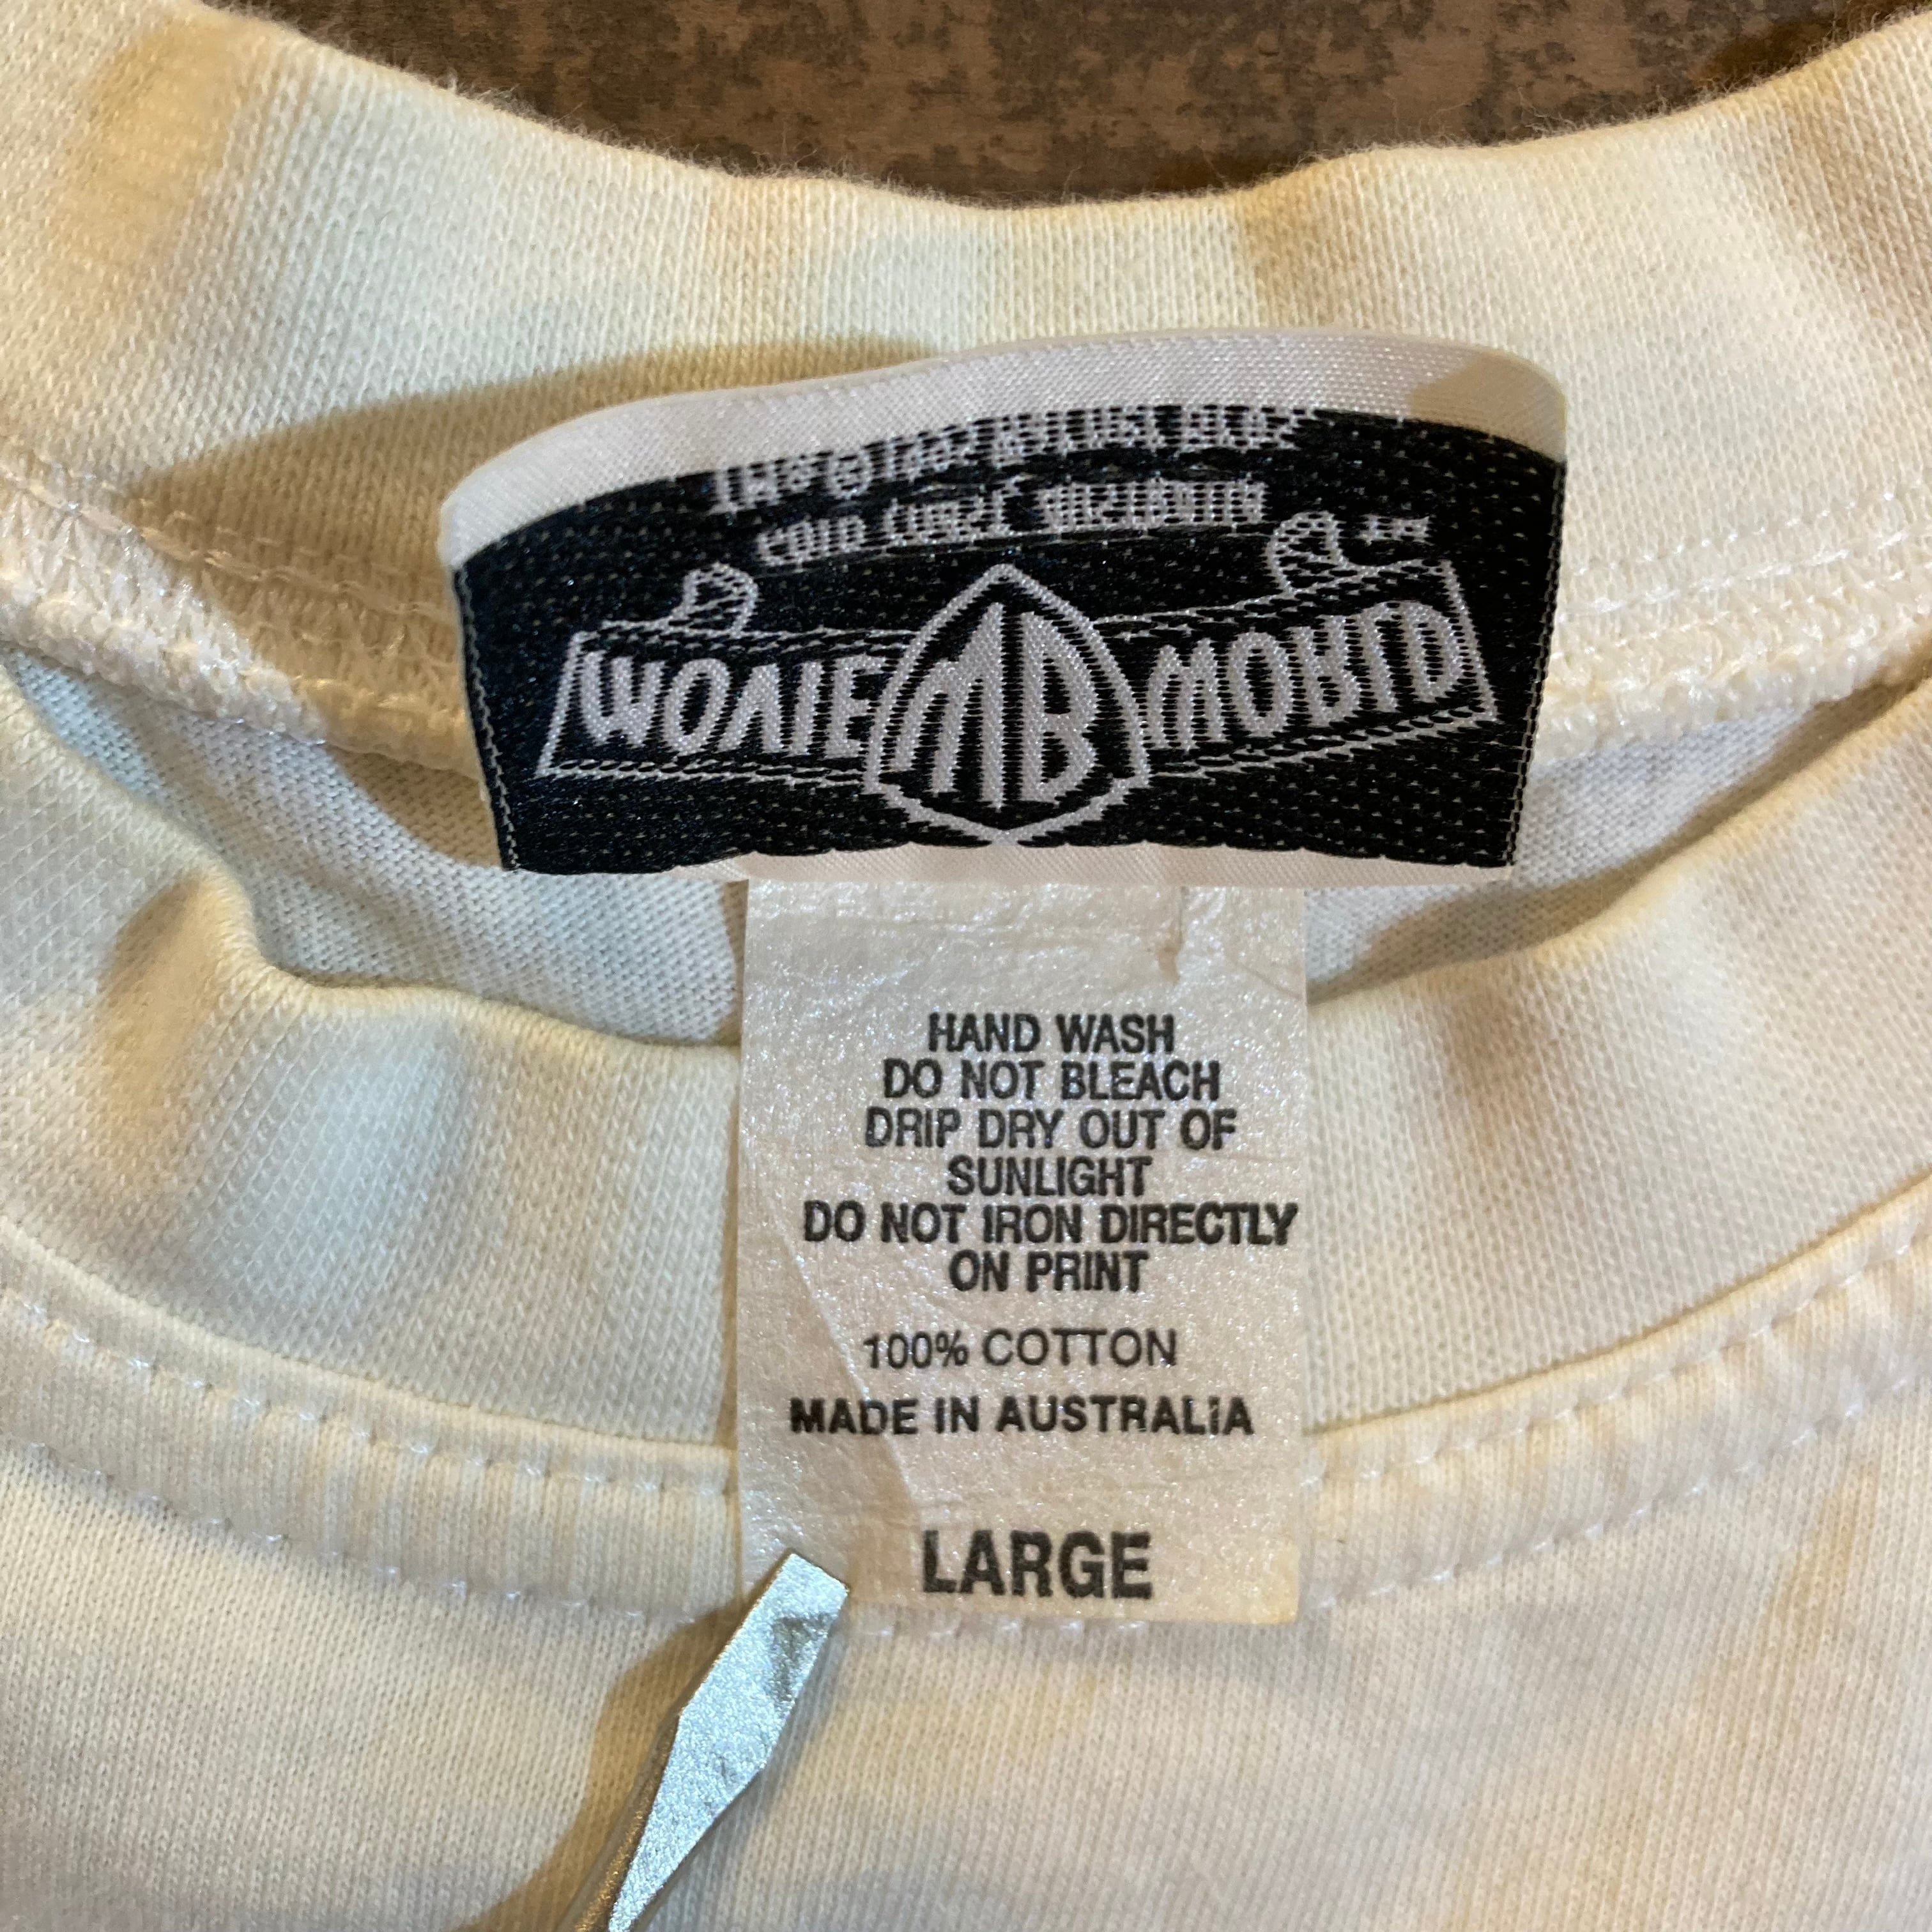 MOVIE WB WORLD
HAND WASH
DO NOT BLEACH
DRIP DRY OUT OF
SUNLIGHT
DO NOT IRON DIRECTLY
ON PRINT
100% COTTON
MADE IN AUSTRALIA
LARGE